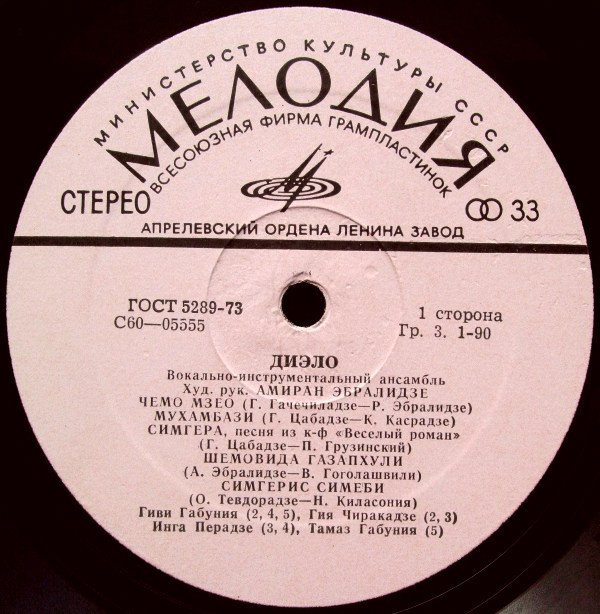 МИНИСТЕРСТВО КУЛЬТУРЫ СССР
МЕЛОДИЯ
ВСЕСОЮЗНАЯ ФИРМА ГРАМПЛАСТИНОК
СТЕРЕО
33
АПРЕЛЕВСКИЙ ОРДЕНА ЛЕНИНА ЗАВОД
ГОСТ 5289-73
С60—05555
1 сторона
Гр. 3. 1-90
ДИЭЛО
Вокально-инструментальный ансамбль
Худ. рук. АМИРАН ЭБРАЛИДЗЕ
ЧЕМО МЗЕО (Г. Гачечиладзе—Р. Эбралидзе)
МУХАМБАЗИ (Г. Цабадзе—К. Касрадзе)
СИМГЕРА, песня из к-ф «Веселый роман»
(Г. Цабадзе—П. Грузинский)
ШЕМОВИДА ГАЗАПХУЛИ
(А. Эбралидзе—В. Гоголашвили)
СИМГЕРИС СИМЕБИ
(О. Тевдорадзе—Н. Киласония)
Гиви Габуния (2, 4, 5), Гия Чиракадзе (2, 3)
Инга Перадзе (3, 4), Тамаз Габуния (5)